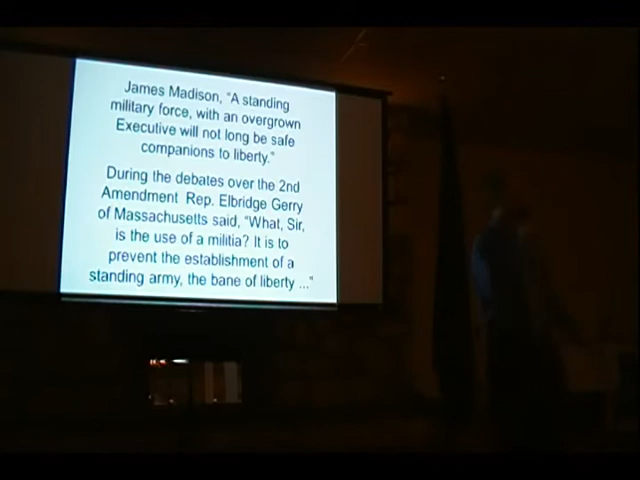 James Madison, “A standing
military force, with an overgrown
Executive will not long be safe
companions to liberty.”
During the debates over the 2nd
Amendment Rep. Elbridge Gerry
of Massachusetts said, “What, Sir,
is the use of a militia? It is to
prevent the establishment of a
standing army, the bane of liberty ...”